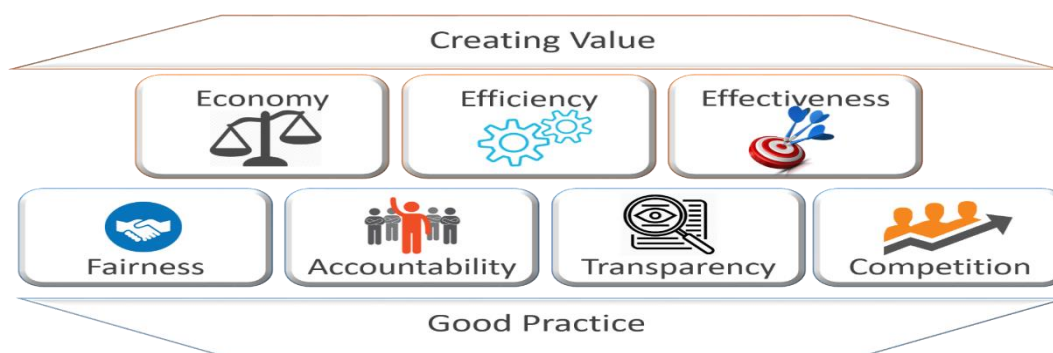 Creating Value
Economy
Efficiency
Effectiveness
Fairness
Accountability
Transparency
Competition
Good Practice